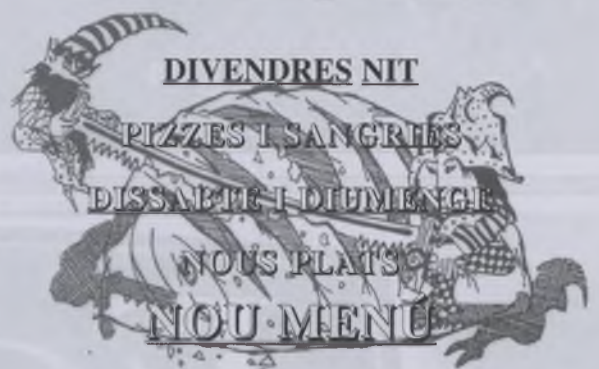 DIVENDRES NIT
PIZZES I SANGRIES
DISSABTE I DIUMENGE
NOUS PLATS
NOU MENÚ